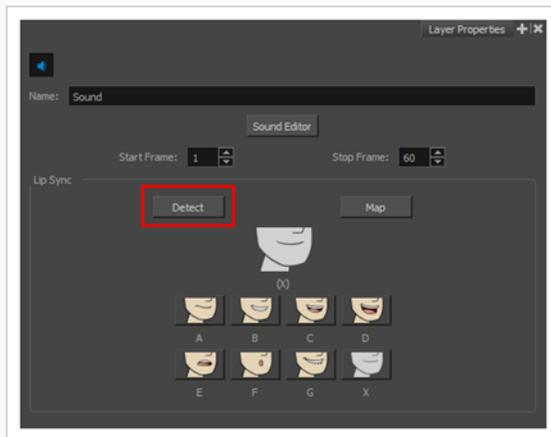 Layer Properties
Name: Sound
Sound Editor
Start Frame: 1 Stop Frame: 60
Lip Sync
Detect Map
(X)
A B C D
E F G X